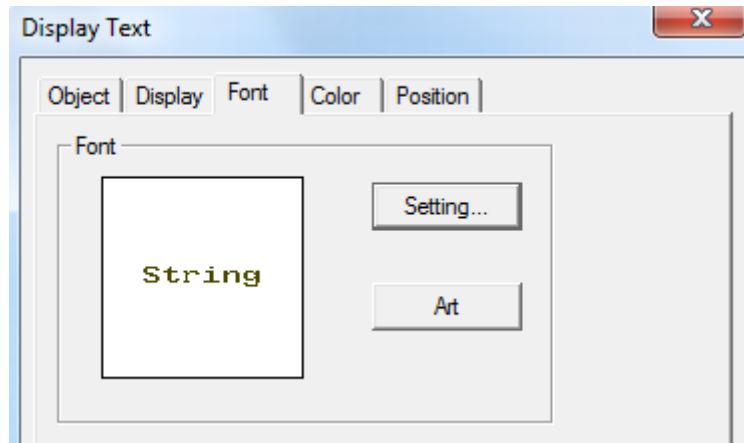 Display Text
Object Display Font Color Position
Font
Setting...
String
Art